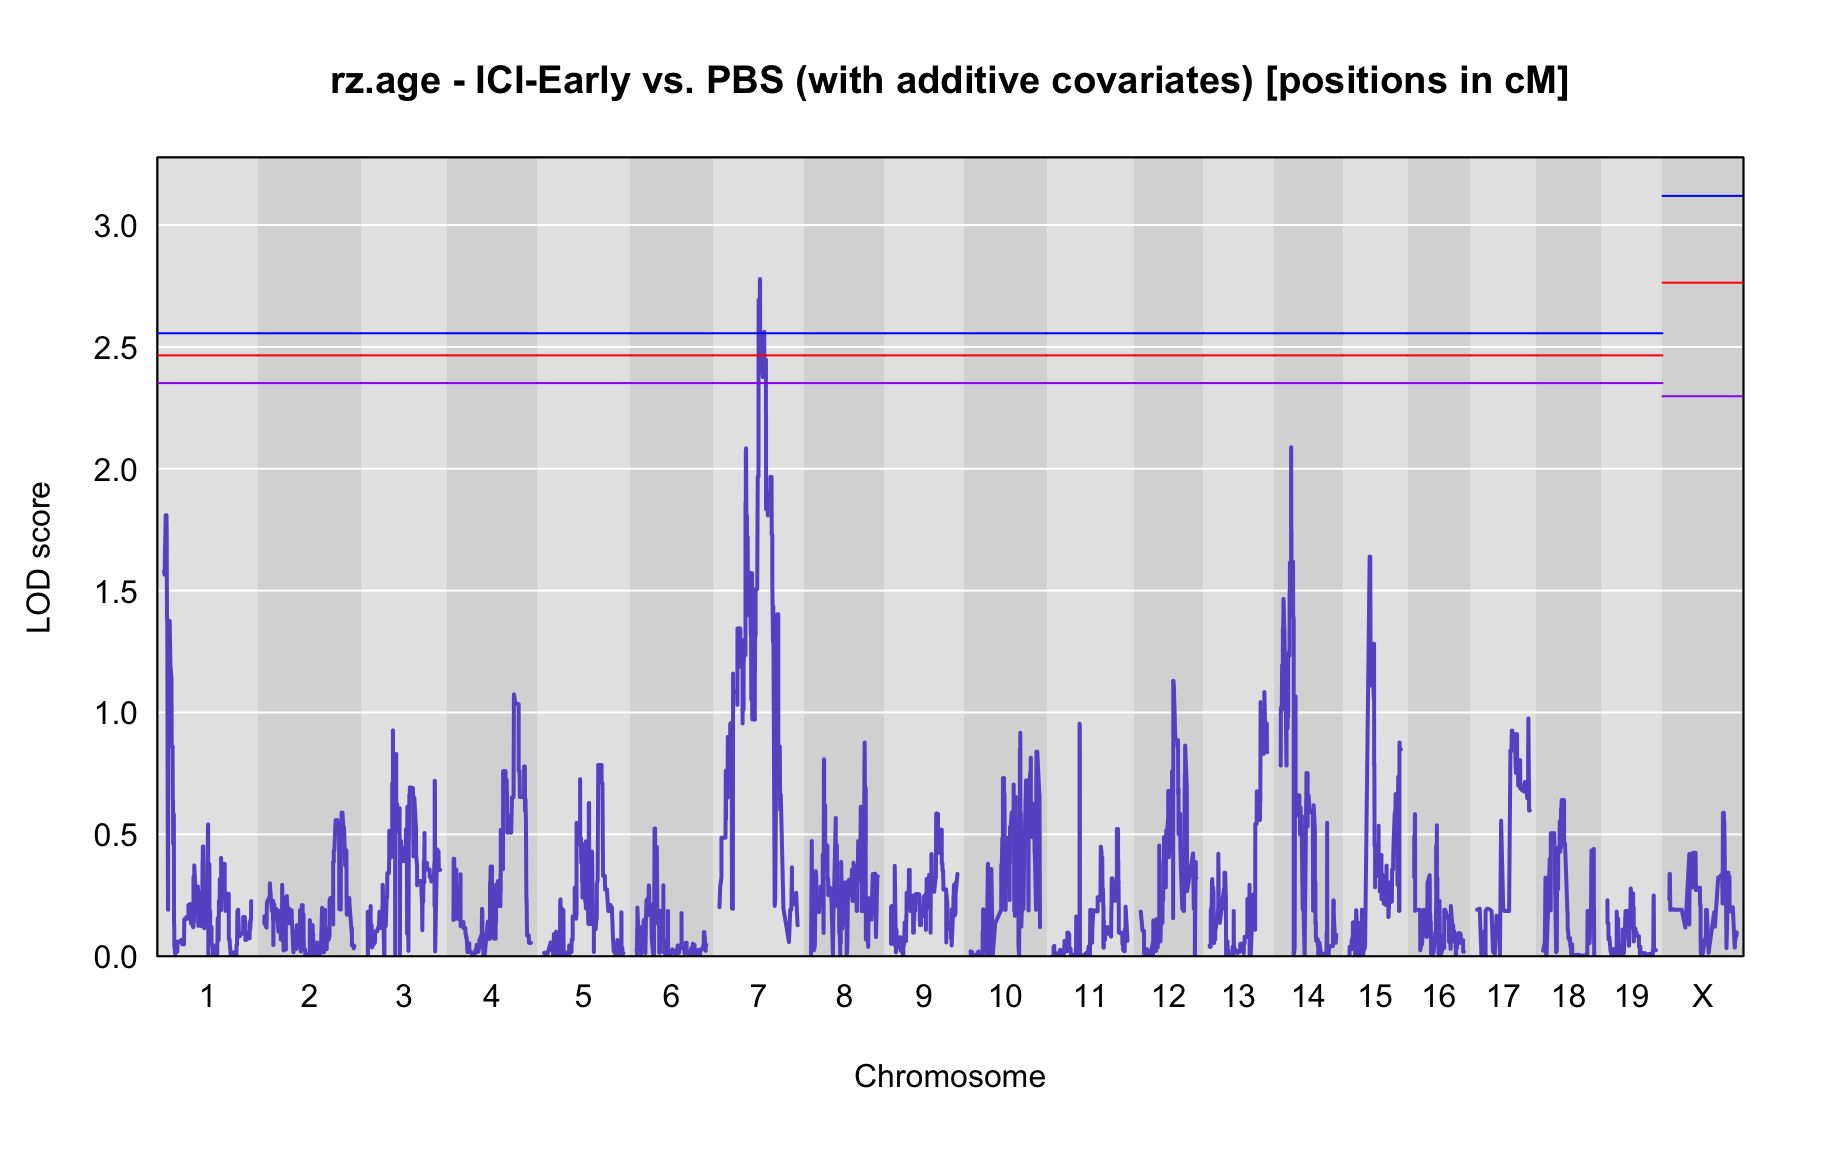 rz.age - ICI-Early vs. PBS (with additive covariates) [positions in cM]
LOD score
3.0
2.5
2.0
1.5
1.0
0.5
0.0
1 2 3 4 5 6 7 8 9 10 11 12 13 14 15 16 17 18 19 X
Chromosome